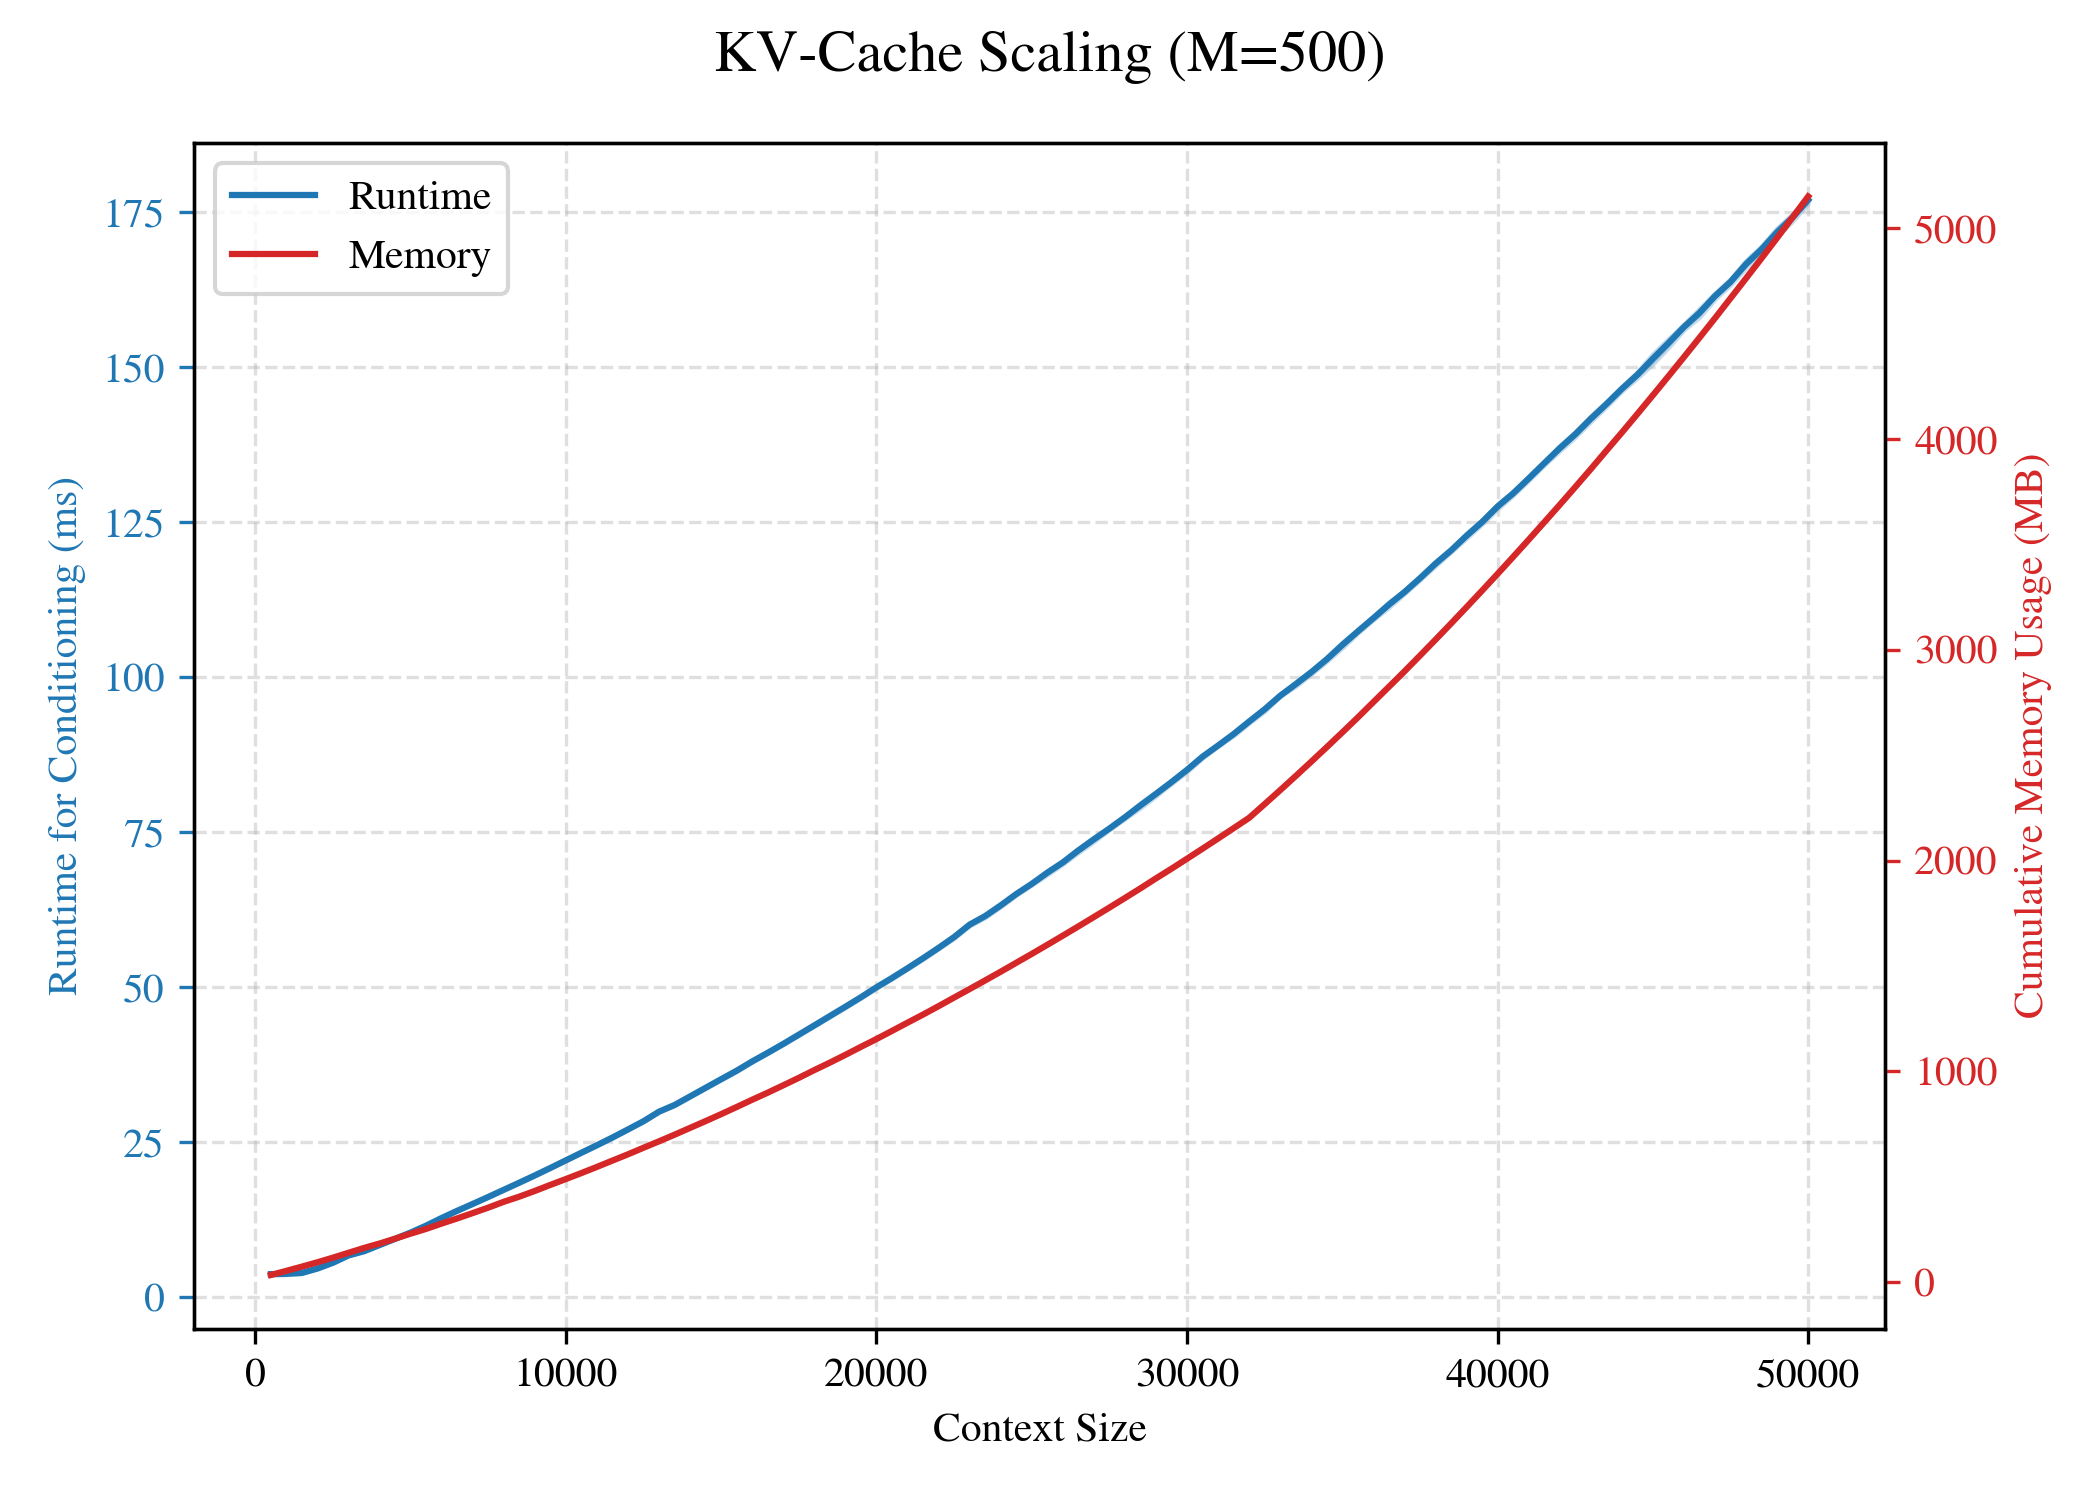 KV-Cache Scaling (M=500)
Runtime
Memory
Runtime for Conditioning (ms)
175
150
125
100
75
50
25
0
5000
4000
3000
2000
1000
0
Cumulative Memory Usage (MB)
0 10000 20000 30000 40000 50000
Context Size